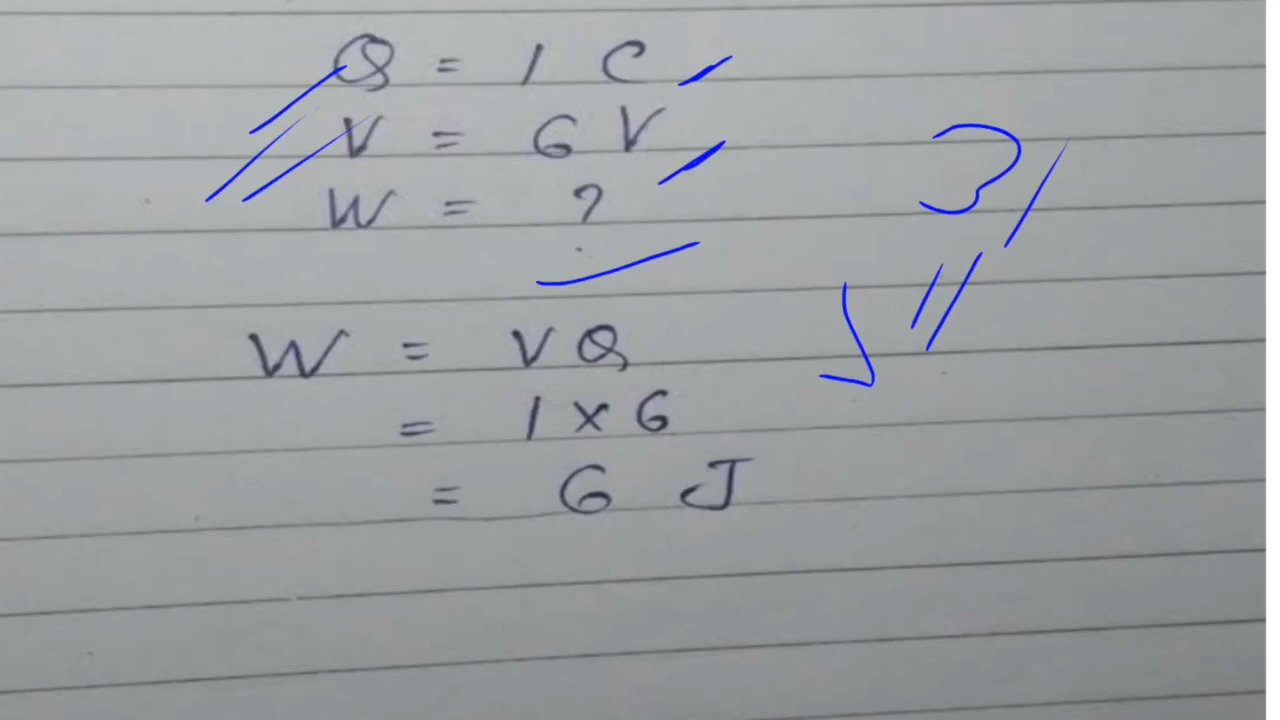 Q = 1 C
V = 6 V
W = ?
W = VQ
= 1 × 6
= 6 J